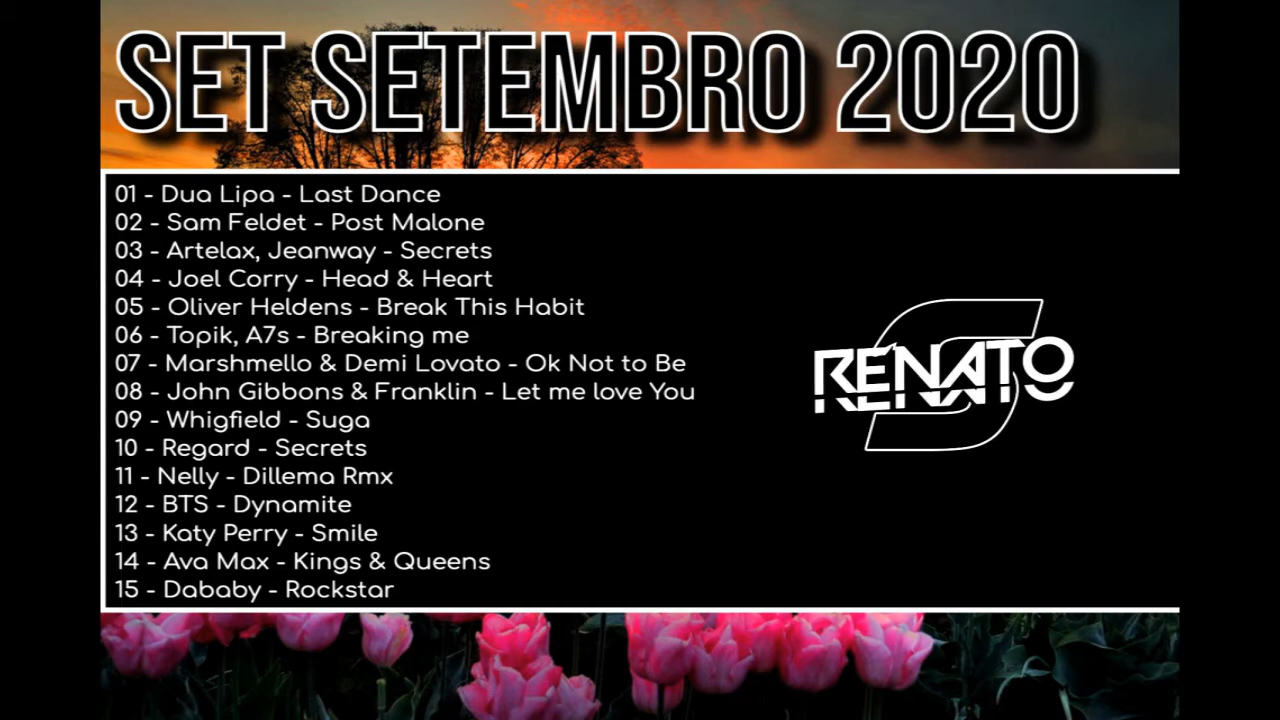 SET SETEMBRO 2020
01 - Dua Lipa - Last Dance
02 - Sam Feldet - Post Malone
03 - Artelax, Jeanway - Secrets
04 - Joel Corry - Head & Heart
05 - Oliver Heldens - Break This Habit
06 - Topik, A7s - Breaking me
07 - Marshmello & Demi Lovato - Ok Not to Be
08 - John Gibbons & Franklin - Let me love You
09 - Whigfield - Suga
10 - Regard - Secrets
11 - Nelly - Dillema Rmx
12 - BTS - Dynamite
13 - Katy Perry - Smile
14 - Ava Max - Kings & Queens
15 - Dababy - Rockstar
RENATO S